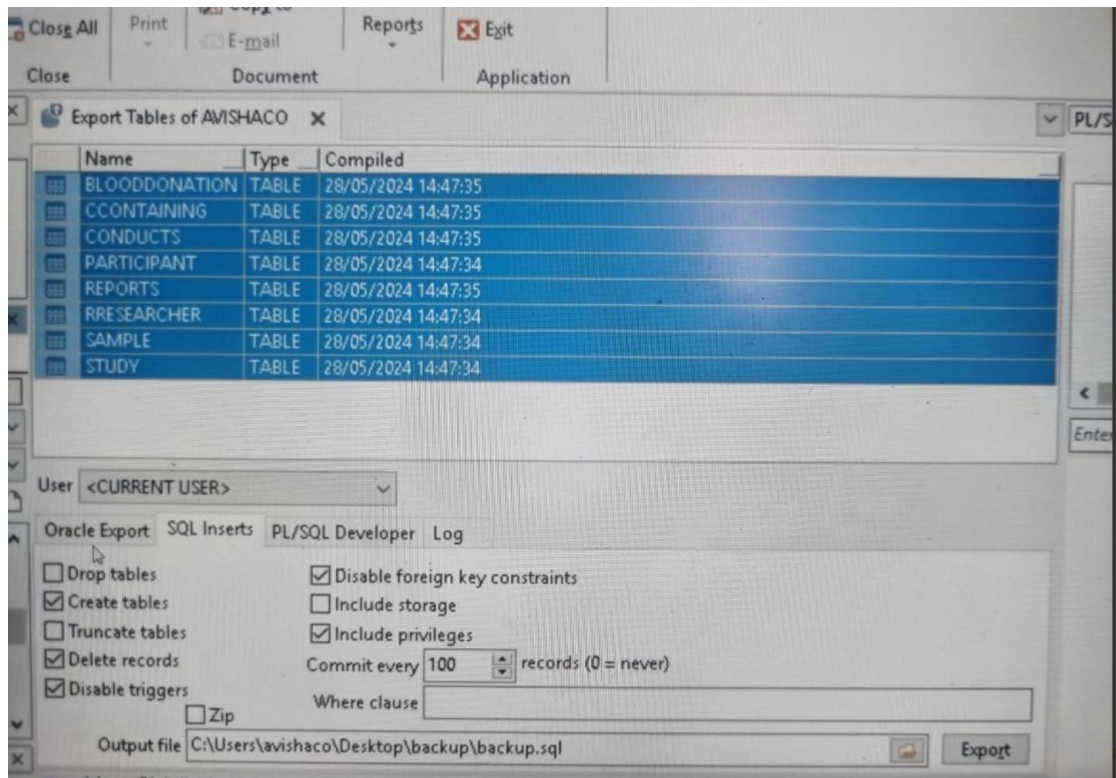 Close All Print Reports Exit
E-mail
Close Document Application
Export Tables of AVISHACO
Name Type Compiled
BLOODDONATION TABLE 28/05/2024 14:47:35
CCONTAINING TABLE 28/05/2024 14:47:35
CONDUCTS TABLE 28/05/2024 14:47:35
PARTICIPANT TABLE 28/05/2024 14:47:34
REPORTS TABLE 28/05/2024 14:47:35
RRESEARCHER TABLE 28/05/2024 14:47:34
SAMPLE TABLE 28/05/2024 14:47:34
STUDY TABLE 28/05/2024 14:47:34
User <CURRENT USER>
Oracle Export SQL Inserts PL/SQL Developer Log
Drop tables Disable foreign key constraints
Create tables Include storage
Truncate tables Include privileges
Delete records Commit every 100 records (0 = never)
Disable triggers Where clause
Zip
Output file C:\Users\avishaco\Desktop\backup\backup.sql Export